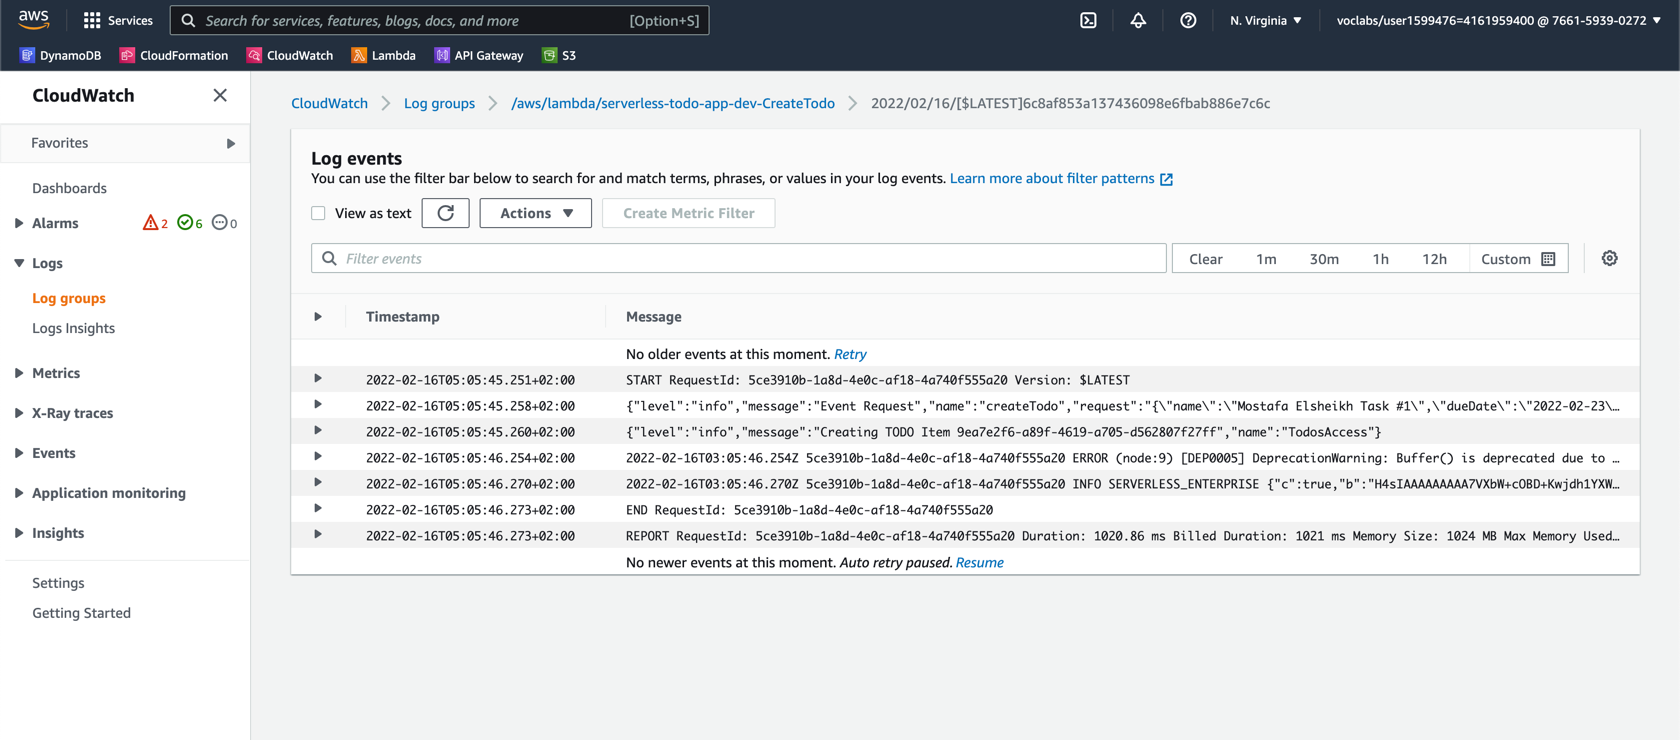 aws
Services
Search for services, features, blogs, docs, and more [Option+S]
N. Virginia ▼
voclabs/user1599476=4161959400 @ 7661-5939-0272 ▼
DynamoDB CloudFormation CloudWatch Lambda API Gateway S3
CloudWatch
Favorites
Dashboards
Alarms 2 6 0
Logs
Log groups
Logs Insights
Metrics
X-Ray traces
Events
Application monitoring
Insights
Settings
Getting Started
CloudWatch > Log groups > /aws/lambda/serverless-todo-app-dev-CreateTodo > 2022/02/16/[$LATEST]6c8af853a137436098e6fbab886e7c6c
Log events
You can use the filter bar below to search for and match terms, phrases, or values in your log events. Learn more about filter patterns
View as text Actions ▼ Create Metric Filter
Filter events Clear 1m 30m 1h 12h Custom
Timestamp Message
No older events at this moment. Retry
2022-02-16T05:05:45.251+02:00 START RequestId: 5ce3910b-1a8d-4e0c-af18-4a740f555a20 Version: $LATEST
2022-02-16T05:05:45.258+02:00 {"level":"info","message":"Event Request","name":"createTodo","request":"{\"name\":\"Mostafa Elsheikh Task #1\",\"dueDate\":\"2022-02-23\…
2022-02-16T05:05:45.260+02:00 {"level":"info","message":"Creating TODO Item 9ea7e2f6-a89f-4619-a705-d562807f27ff","name":"TodosAccess"}
2022-02-16T05:05:46.254+02:00 2022-02-16T03:05:46.254Z 5ce3910b-1a8d-4e0c-af18-4a740f555a20 ERROR (node:9) [DEP0005] DeprecationWarning: Buffer() is deprecated due to …
2022-02-16T05:05:46.270+02:00 2022-02-16T03:05:46.270Z 5ce3910b-1a8d-4e0c-af18-4a740f555a20 INFO SERVERLESS_ENTERPRISE {"c":true,"b":"H4sIAAAAAAAAA7VXbW+cOBD+Kwjdh1YXW…
2022-02-16T05:05:46.273+02:00 END RequestId: 5ce3910b-1a8d-4e0c-af18-4a740f555a20
2022-02-16T05:05:46.273+02:00 REPORT RequestId: 5ce3910b-1a8d-4e0c-af18-4a740f555a20 Duration: 1020.86 ms Billed Duration: 1021 ms Memory Size: 1024 MB Max Memory Used…
No newer events at this moment. Auto retry paused. Resume